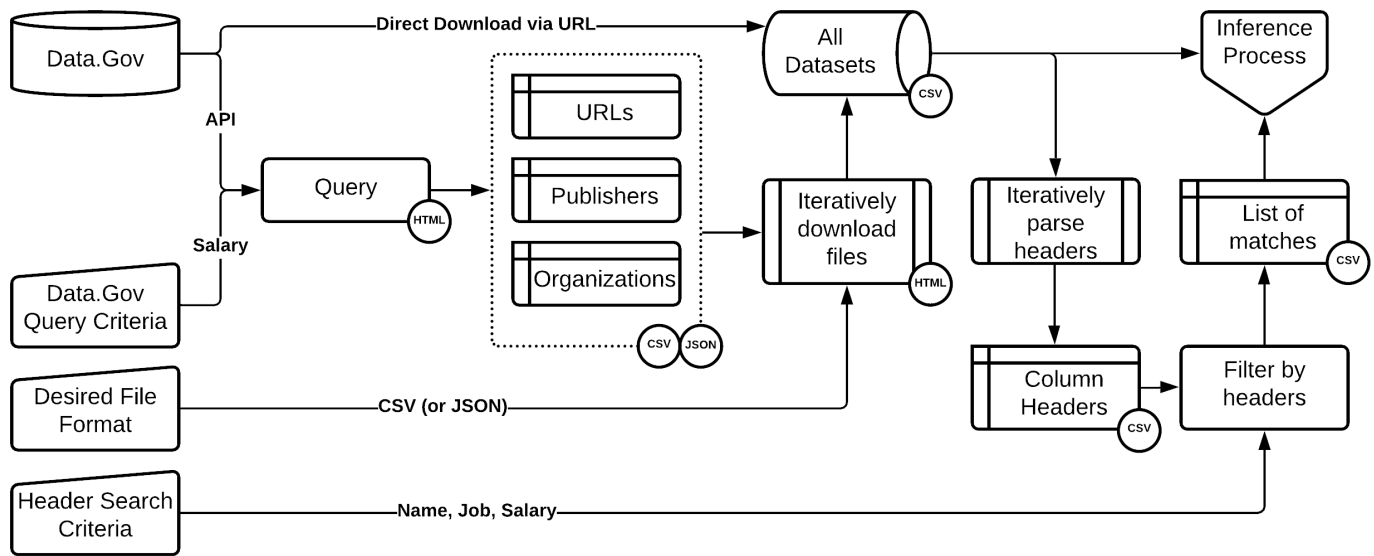 Data.Gov
Direct Download via URL
API
Salary
Data.Gov
Query Criteria
Desired File
Format
Header Search
Criteria
Query
HTML
URLs
Publishers
Organizations
CSV
JSON
CSV (or JSON)
Name, Job, Salary
All
Datasets
CSV
Iteratively
download
files
HTML
Iteratively
parse
headers
Column
Headers
CSV
Inference
Process
List of
matches
CSV
Filter by
headers